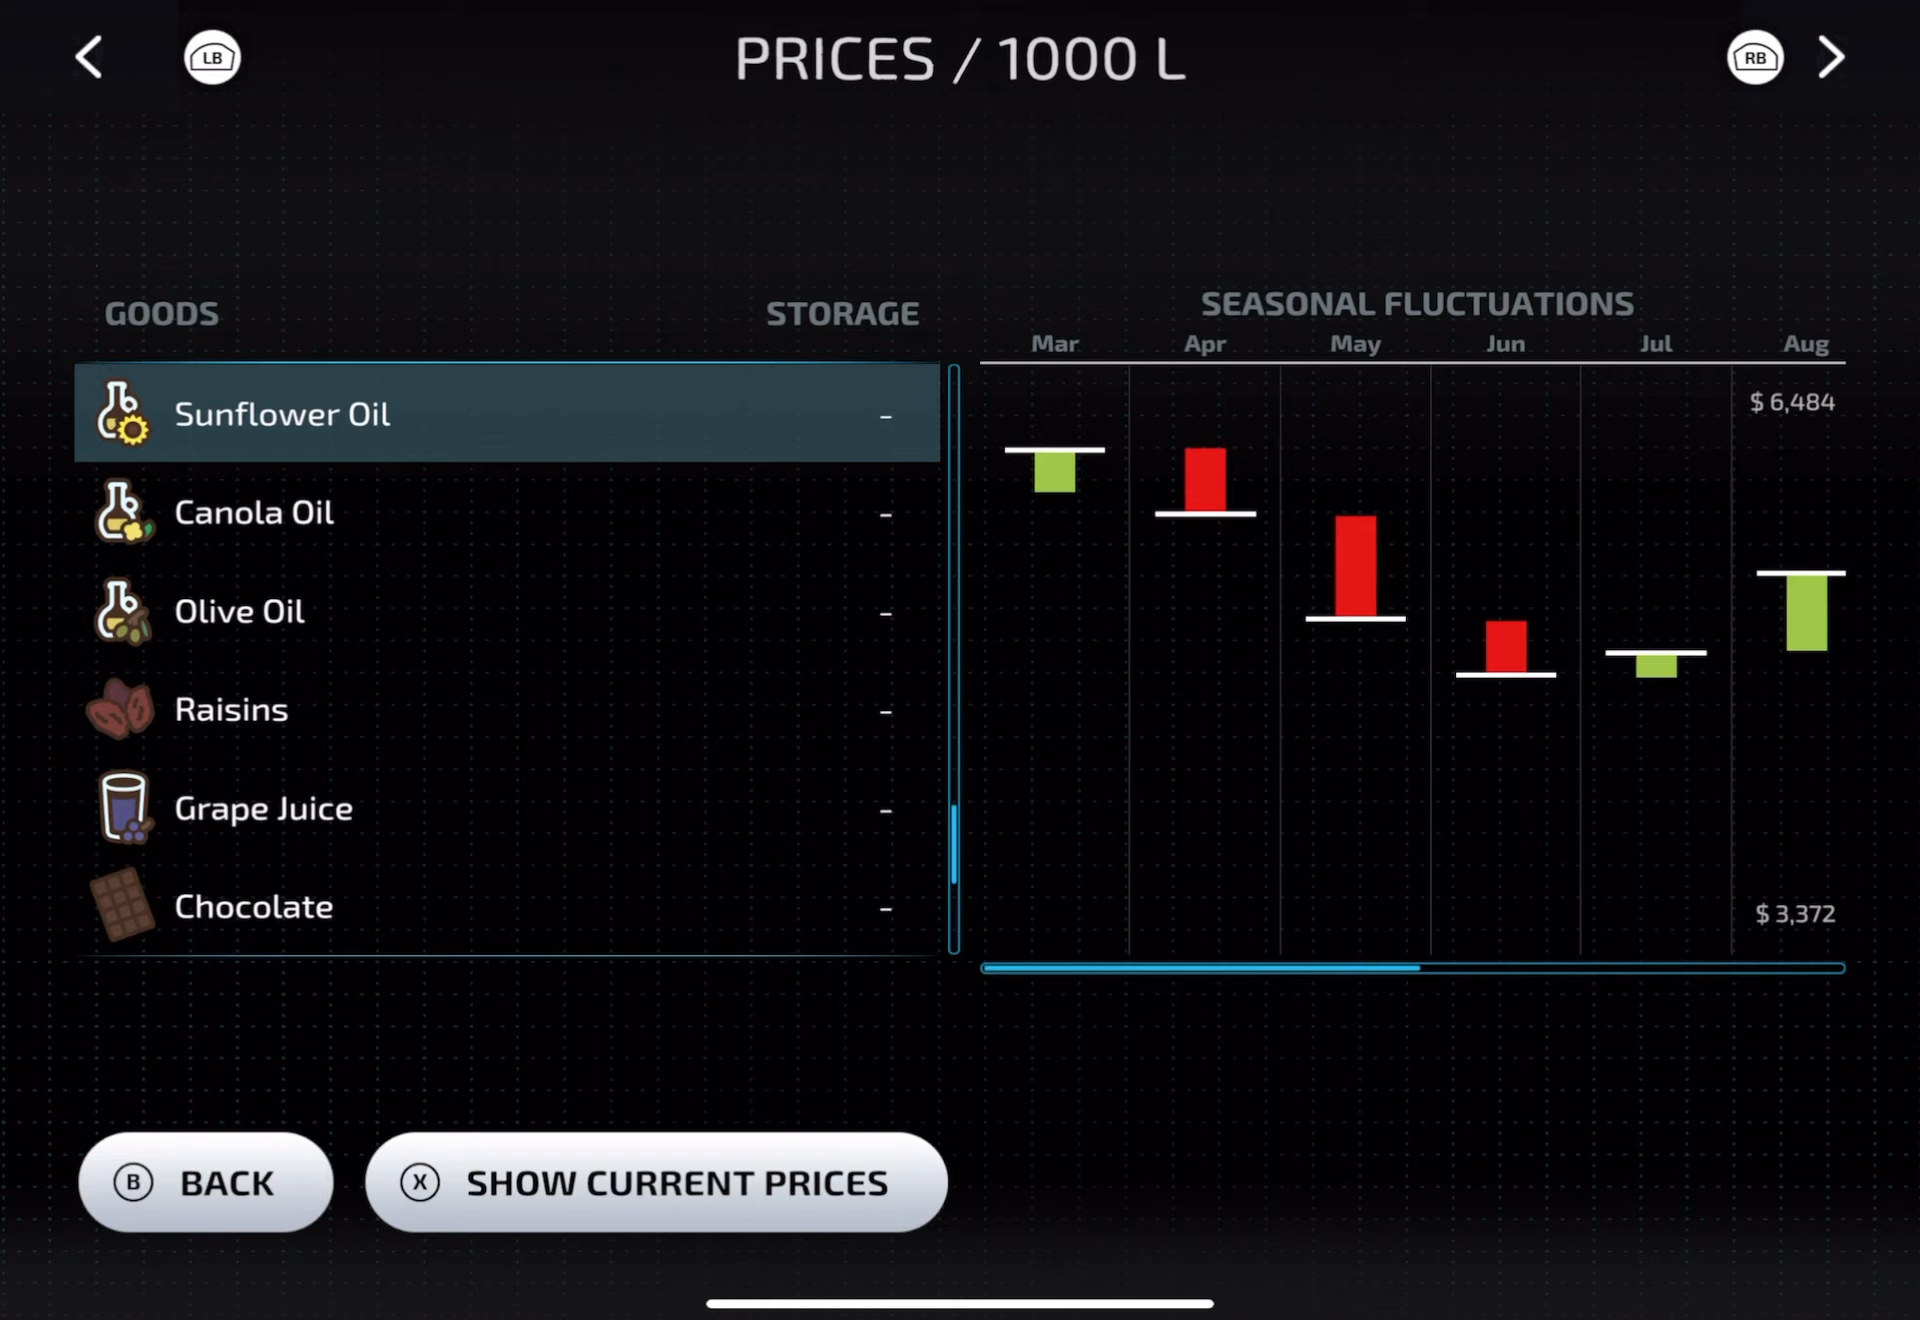 LB
PRICES / 1000 L
RB
GOODS
STORAGE
SEASONAL FLUCTUATIONS
Mar Apr May Jun Jul Aug
Sunflower Oil -
Canola Oil -
Olive Oil -
Raisins -
Grape Juice -
Chocolate -
$ 6,484
$ 3,372
B BACK
X SHOW CURRENT PRICES